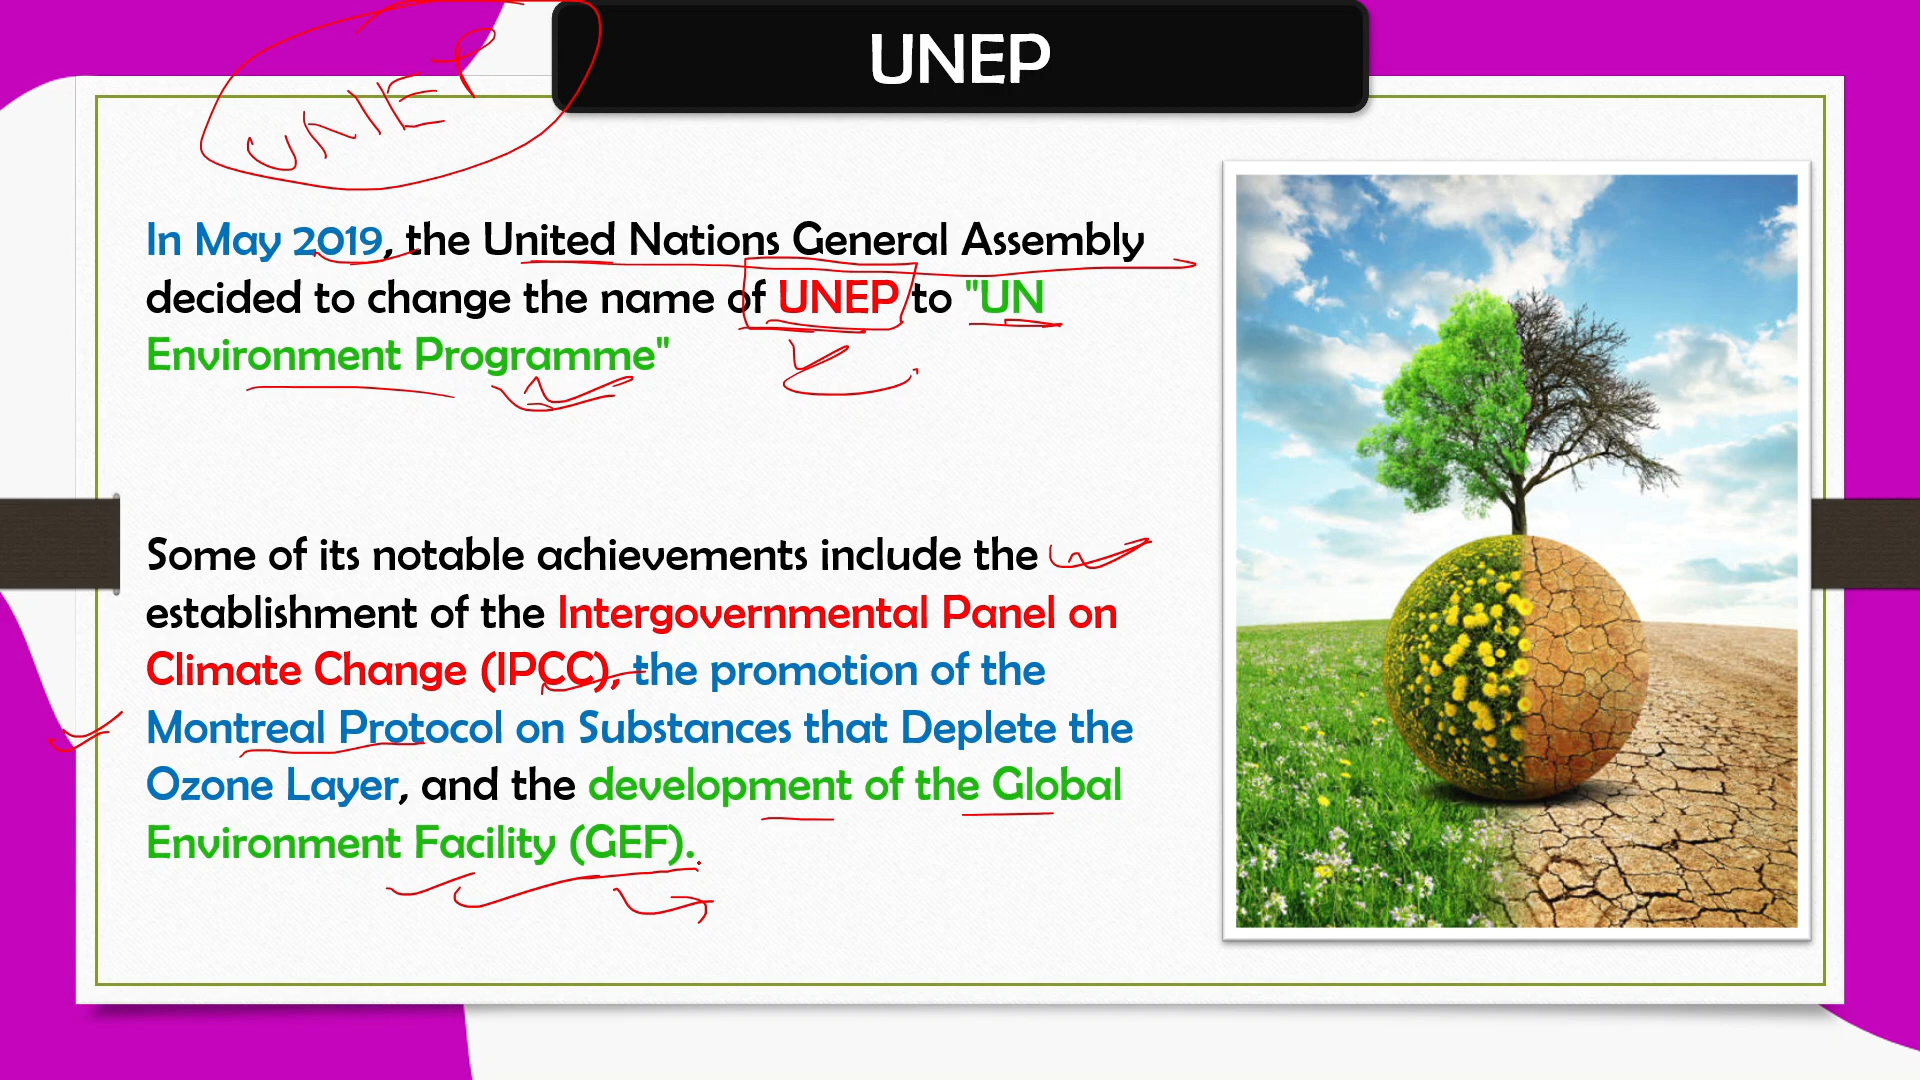 UNEP
UNEP
In May 2019, the United Nations General Assembly
decided to change the name of UNEP to "UN
Environment Programme"
Some of its notable achievements include the
establishment of the Intergovernmental Panel on
Climate Change (IPCC), the promotion of the
Montreal Protocol on Substances that Deplete the
Ozone Layer, and the development of the Global
Environment Facility (GEF).